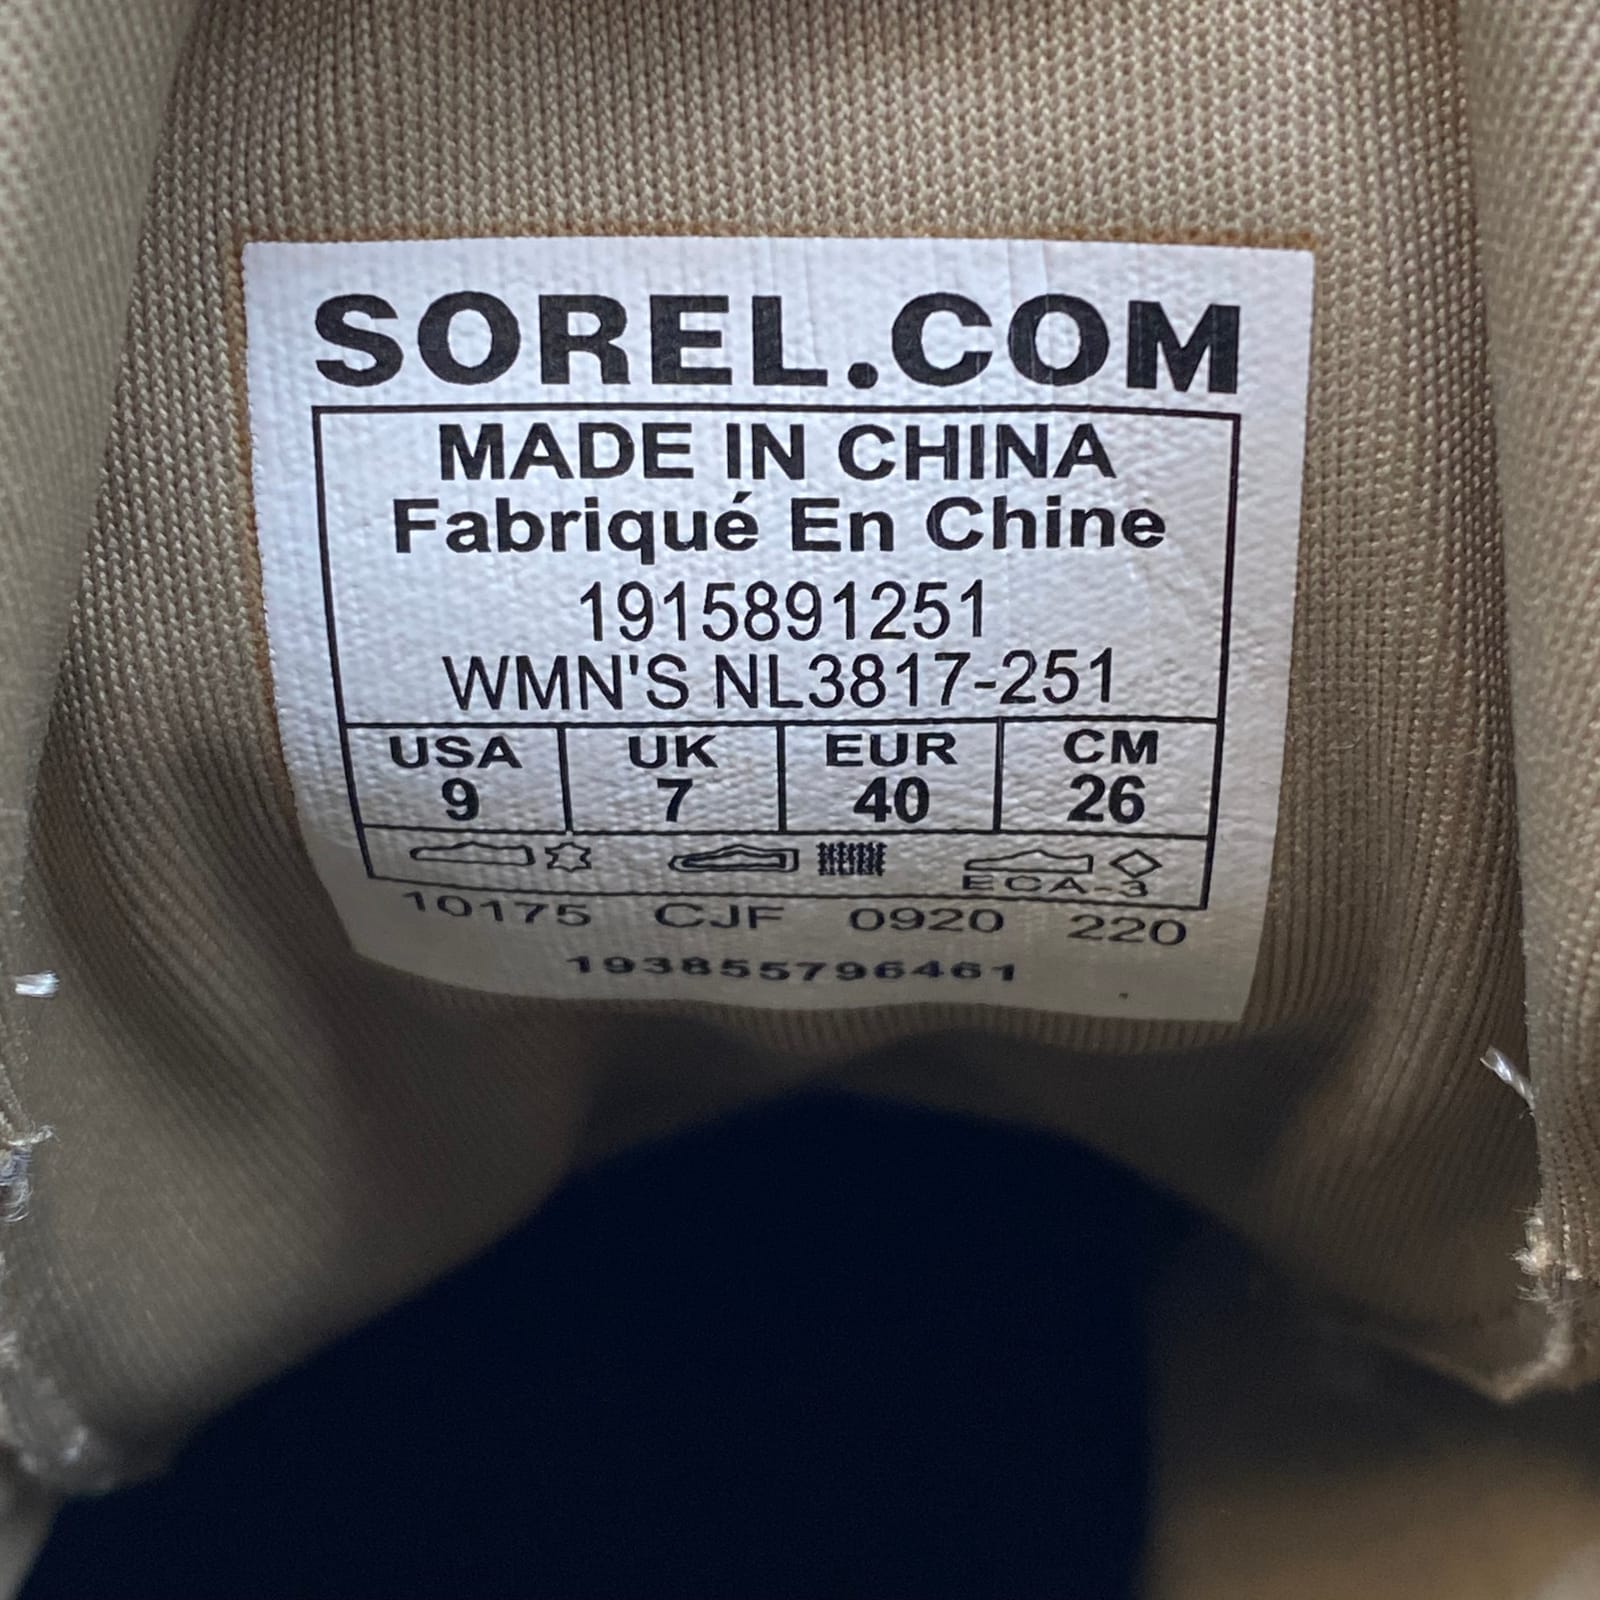 SOREL.COM
MADE IN CHINA
Fabriqué En Chine
1915891251
WMN'S NL3817-251
USA UK EUR CM
9 7 40 26
ECA-3
10175 CJF 0920 220
193855796461